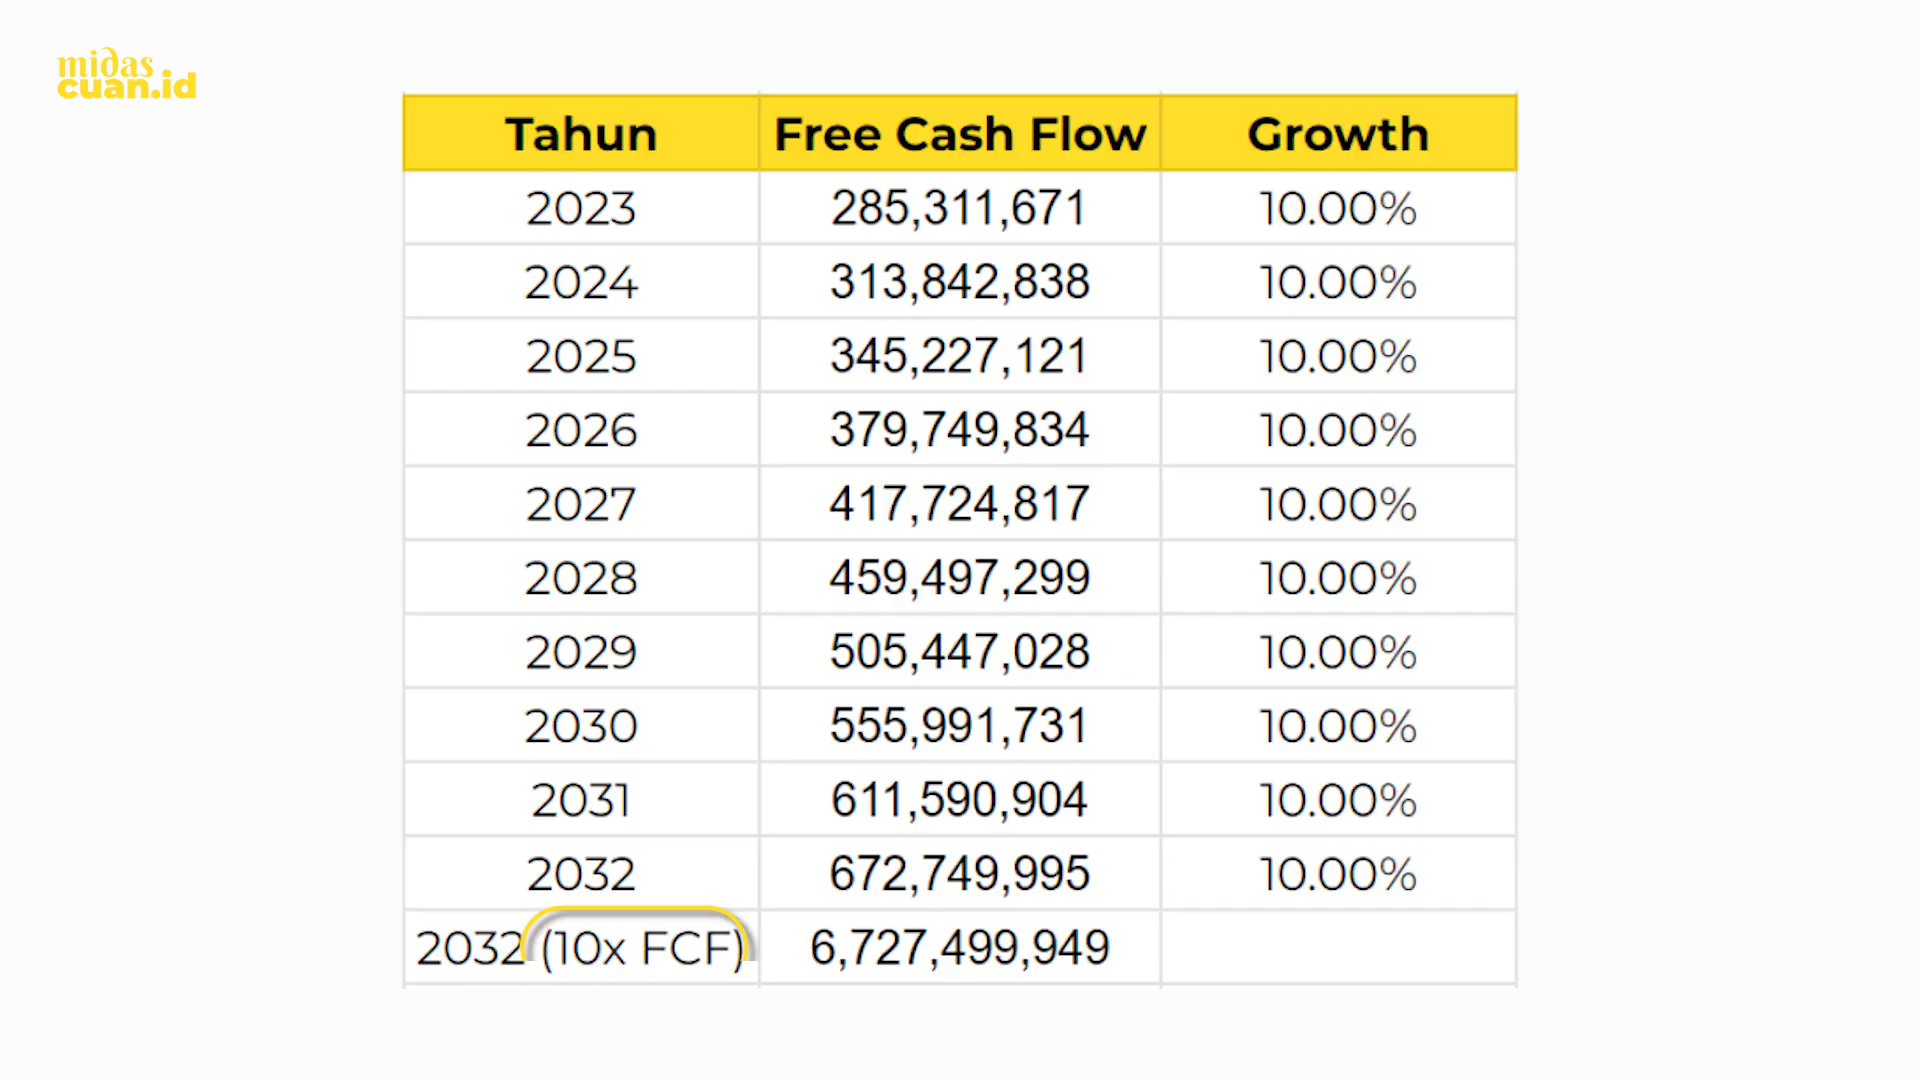 midas
cuan.id
Tahun Free Cash Flow Growth
2023 285,311,671 10.00%
2024 313,842,838 10.00%
2025 345,227,121 10.00%
2026 379,749,834 10.00%
2027 417,724,817 10.00%
2028 459,497,299 10.00%
2029 505,447,028 10.00%
2030 555,991,731 10.00%
2031 611,590,904 10.00%
2032 672,749,995 10.00%
2032 (10x FCF) 6,727,499,949